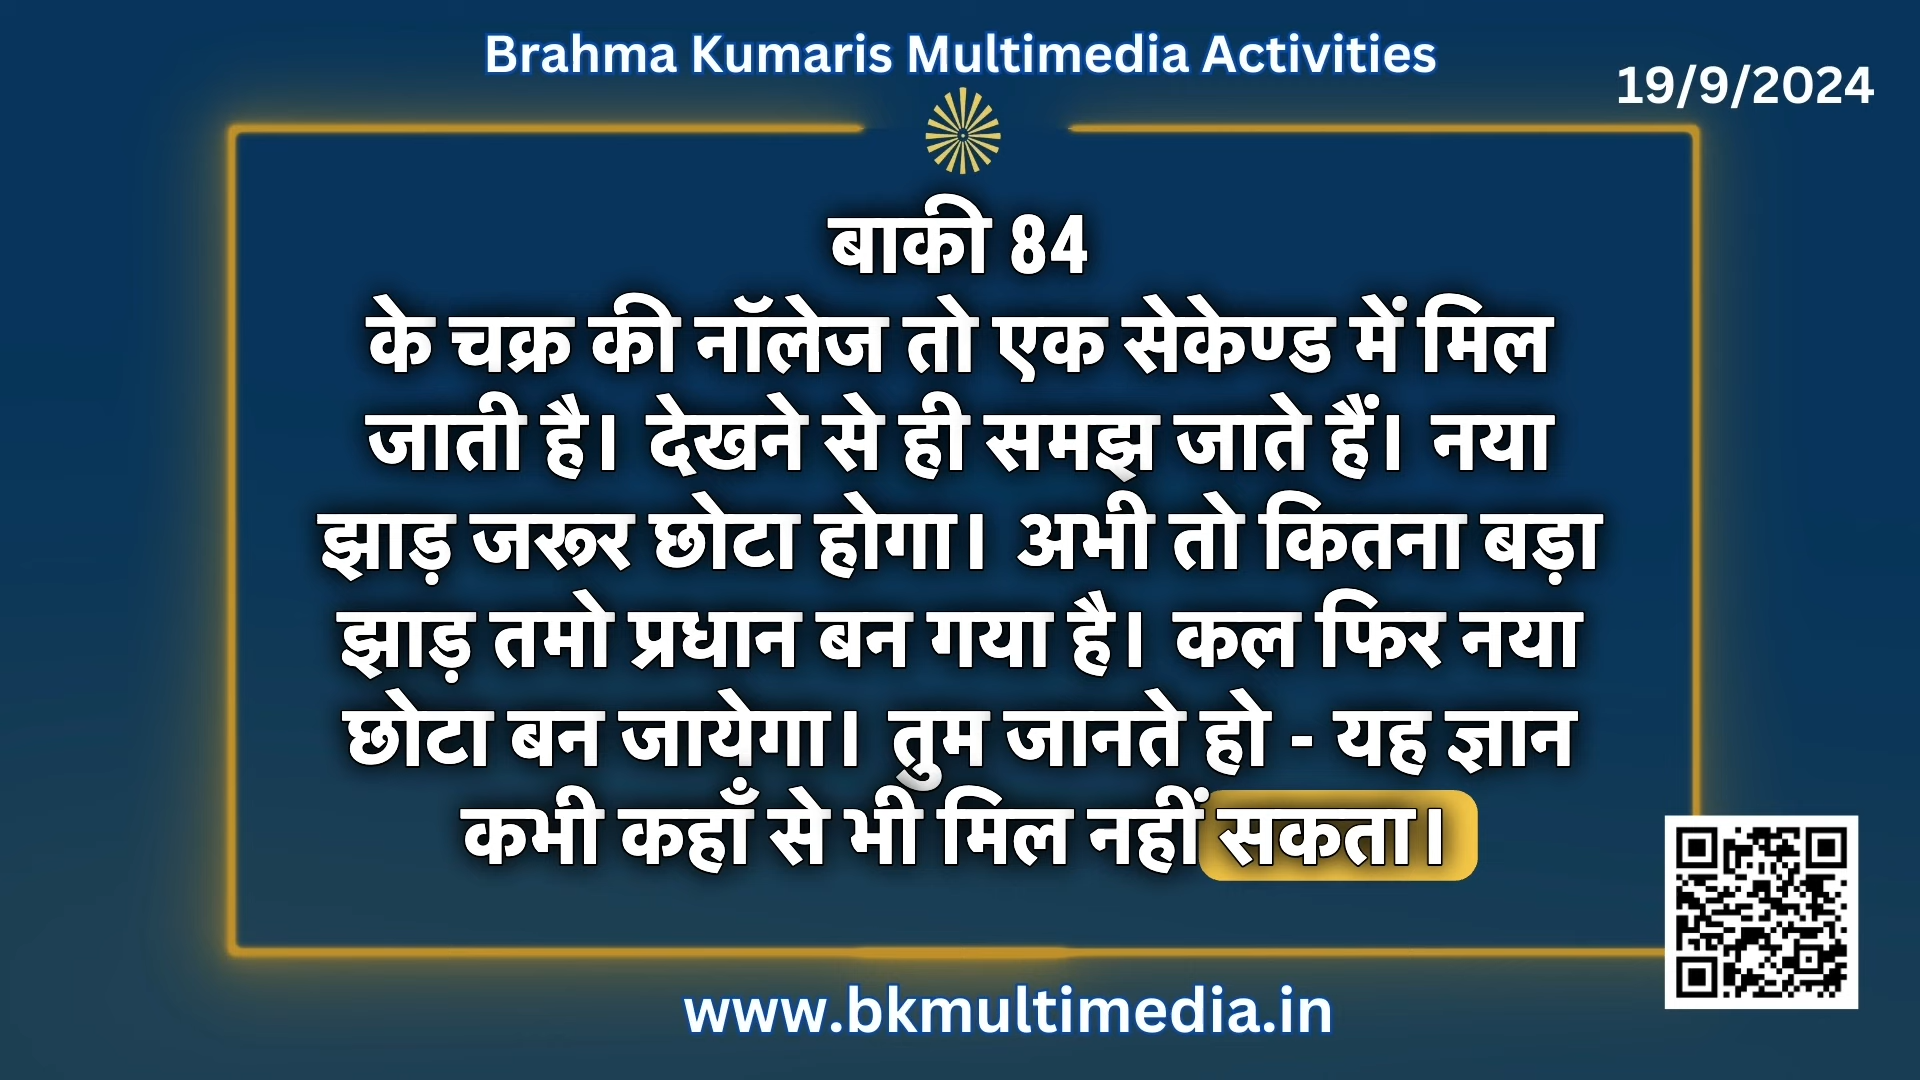 Brahma Kumaris Multimedia Activities
19/9/2024
बाकी 84
के चक्र की नॉलेज तो एक सेकेण्ड में मिल
जाती है। देखने से ही समझ जाते हैं। नया
झाड़ जरूर छोटा होगा। अभी तो कितना बड़ा
झाड़ तमो प्रधान बन गया है। कल फिर नया
छोटा बन जायेगा। तुम जानते हो - यह ज्ञान
कभी कहाँ से भी मिल नहीं सकता।
www.bkmultimedia.in